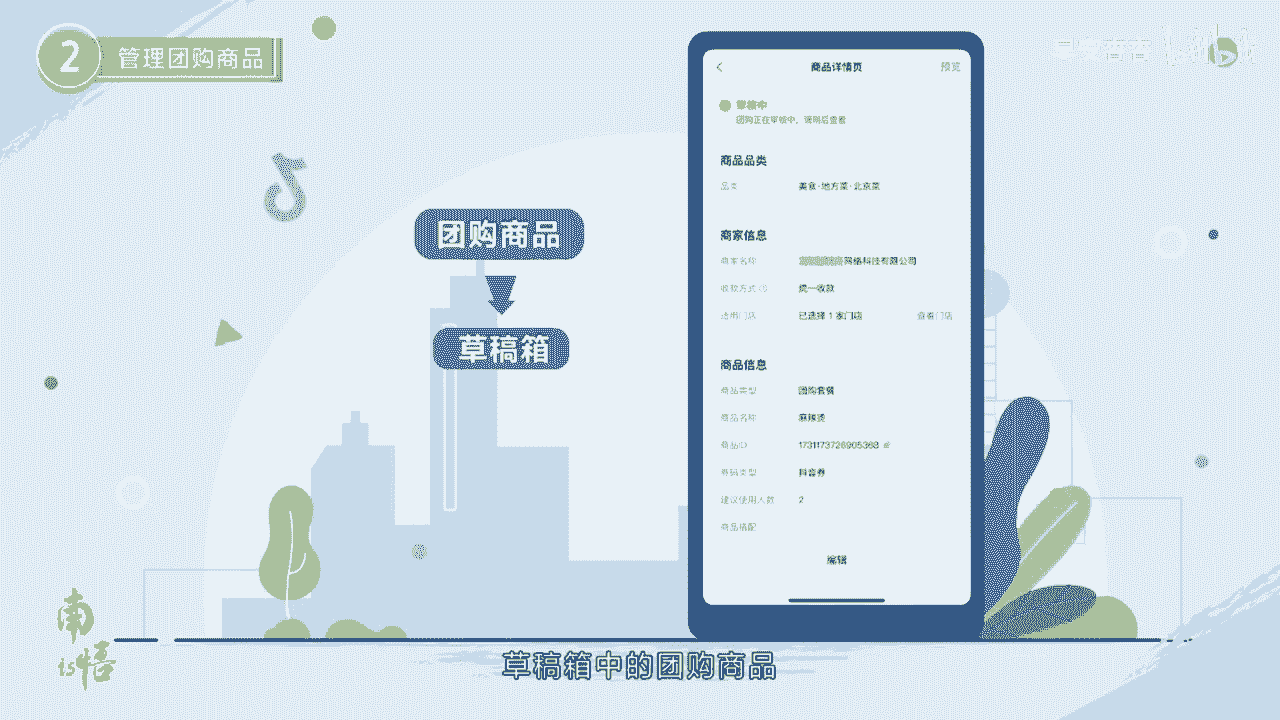 2
管理团购商品
团购商品
草稿箱
商品详情页
预览
审核中
团购正在审核中，请稍后查看
商品品类
品类
美食·地方菜·北京菜
商家信息
商家名称
网络科技有限公司
收款方式
统一收款
适用门店
已选择 1 家门店
查看门店
商品信息
商品类型
团购套餐
商品名称
麻辣烫
商品ID
1731173726905368
券码类型
抖音券
建议使用人数
2
商品搭配
编辑
南
悟
草稿箱中的团购商品